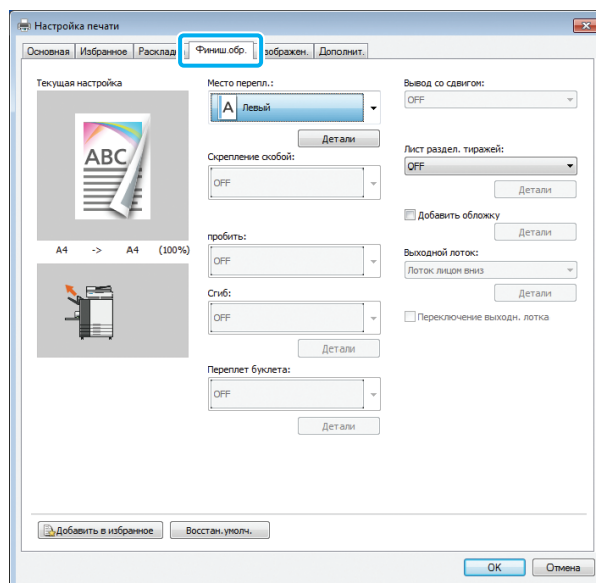 Настройка печати
Основная Избранное Расклад Финиш.обр. зображен. Дополнит.
Текущая настройка
ABC
A4 -> A4 (100%)
Место перепл.:
A Левый
Детали
Скрепление скобой:
OFF
пробить:
OFF
Сгиб:
OFF
Детали
Переплет буклета:
OFF
Детали
Вывод со сдвигом:
OFF
Лист раздел. тиражей:
OFF
Детали
Добавить обложку
Детали
Выходной лоток:
Лоток лицом вниз
Детали
Переключение выходн. лотка
Добавить в избранное Восстан.умолч.
OK Отмена